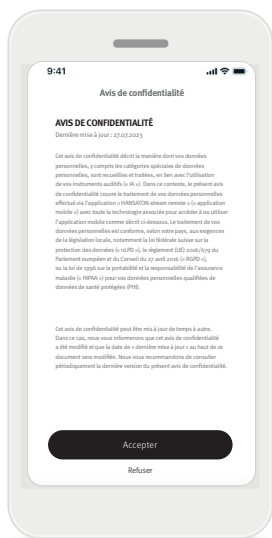 9:41
Avis de confidentialité
AVIS DE CONFIDENTIALITÉ
Dernière mise à jour : 27.07.2023
Cet avis de confidentialité décrit la manière dont vos données
personnelles, y compris les catégories spéciales de données
personnelles, sont recueillies et traitées, en lien avec l'utilisation
de vos instruments auditifs (« IA »). Dans ce contexte, le présent avis
de confidentialité couvre le traitement de vos données personnelles
effectué via l'application « HANSATON stream remote » (« application
mobile ») avec toute la technologie associée pour accéder à ou utiliser
l'application mobile comme décrit ci-dessous. Le traitement de vos
données personnelles est conforme, selon votre pays, aux exigences
de la législation locale, notamment la loi fédérale suisse sur la
protection des données (« nLPD »), le règlement (UE) 2016/679 du
Parlement européen et du Conseil du 27 avril 2016 (« RGPD »),
ou la loi de 1996 sur la portabilité et la responsabilité de l'assurance
maladie (« HIPAA ») pour vos données personnelles qualifiées de
données de santé protégées (PHI).
Cet avis de confidentialité peut être mis à jour de temps à autre.
Dans ce cas, nous vous informerons que cet avis de confidentialité
a été modifié et que la date de « dernière mise à jour » au haut de ce
document sera modifiée. Nous vous recommandons de consulter
périodiquement la dernière version du présent avis de confidentialité.
Accepter
Refuser